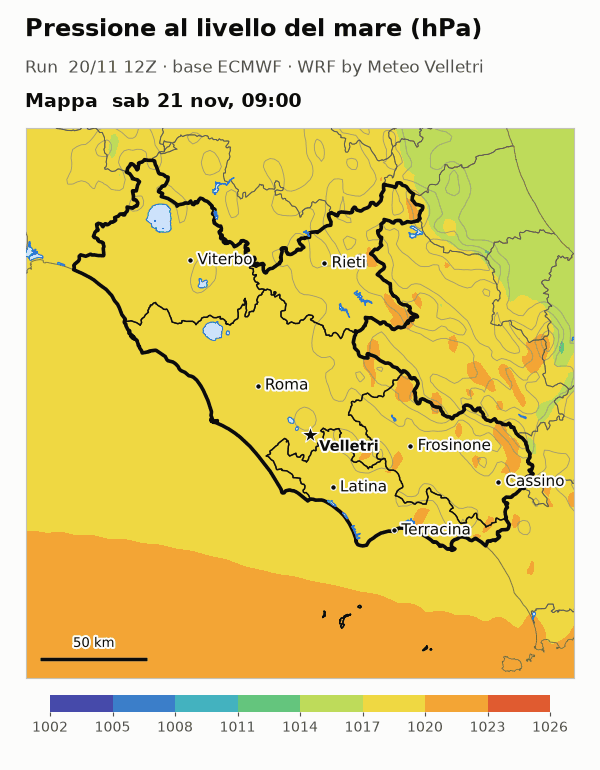 Pressione al livello del mare (hPa)
Run  20/11 12Z · base ECMWF · WRF by Meteo Velletri
Mappa  sab 21 nov, 09:00
Viterbo
Rieti
Roma
Velletri
Frosinone
Cassino
Latina
Terracina
50 km
1002 1005 1008 1011 1014 1017 1020 1023 1026